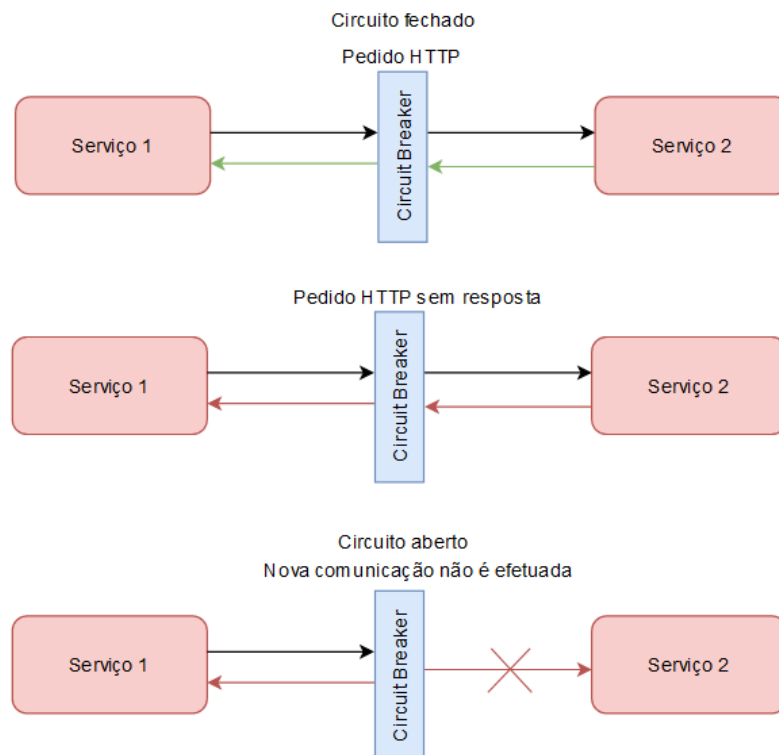 Circuito fechado
Pedido HTTP
Serviço 1
Circuit Breaker
Serviço 2
Pedido HTTP sem resposta
Serviço 1
Circuit Breaker
Serviço 2
Circuito aberto
Nova comunicação não é efetuada
Serviço 1
Circuit Breaker
Serviço 2